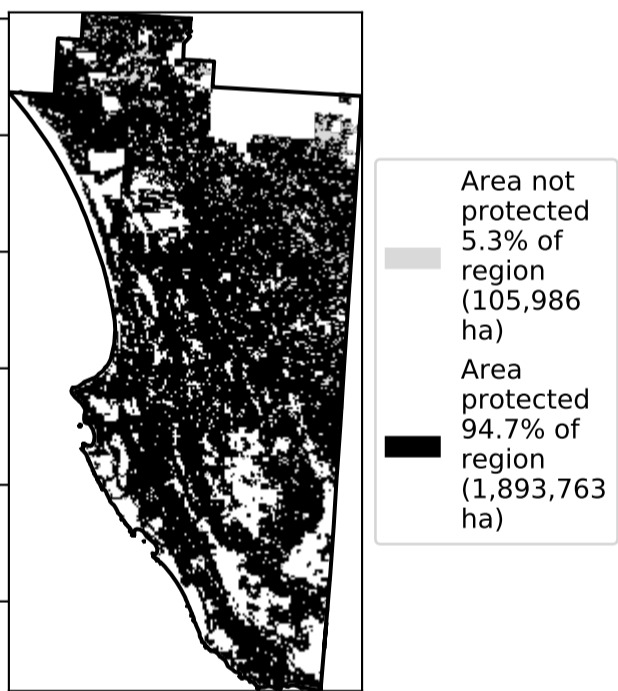 Area not
protected
5.3% of
region
(105,986
ha)
Area
protected
94.7% of
region
(1,893,763
ha)